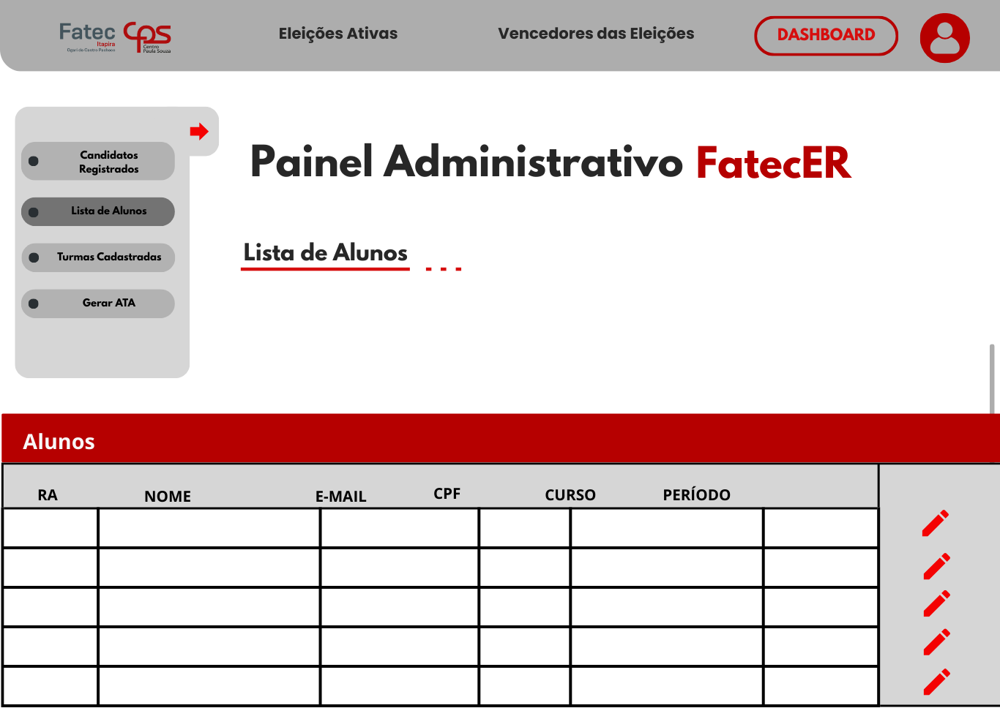 Fatec
Itapira
Ogari de Castro Pacheco
CPS
Centro
Paula Souza
Eleições Ativas
Vencedores das Eleições
DASHBOARD
Candidatos
Registrados
Lista de Alunos
Turmas Cadastradas
Gerar ATA
Painel Administrativo FatecER
Lista de Alunos
Alunos
RA NOME E-MAIL CPF CURSO PERÍODO